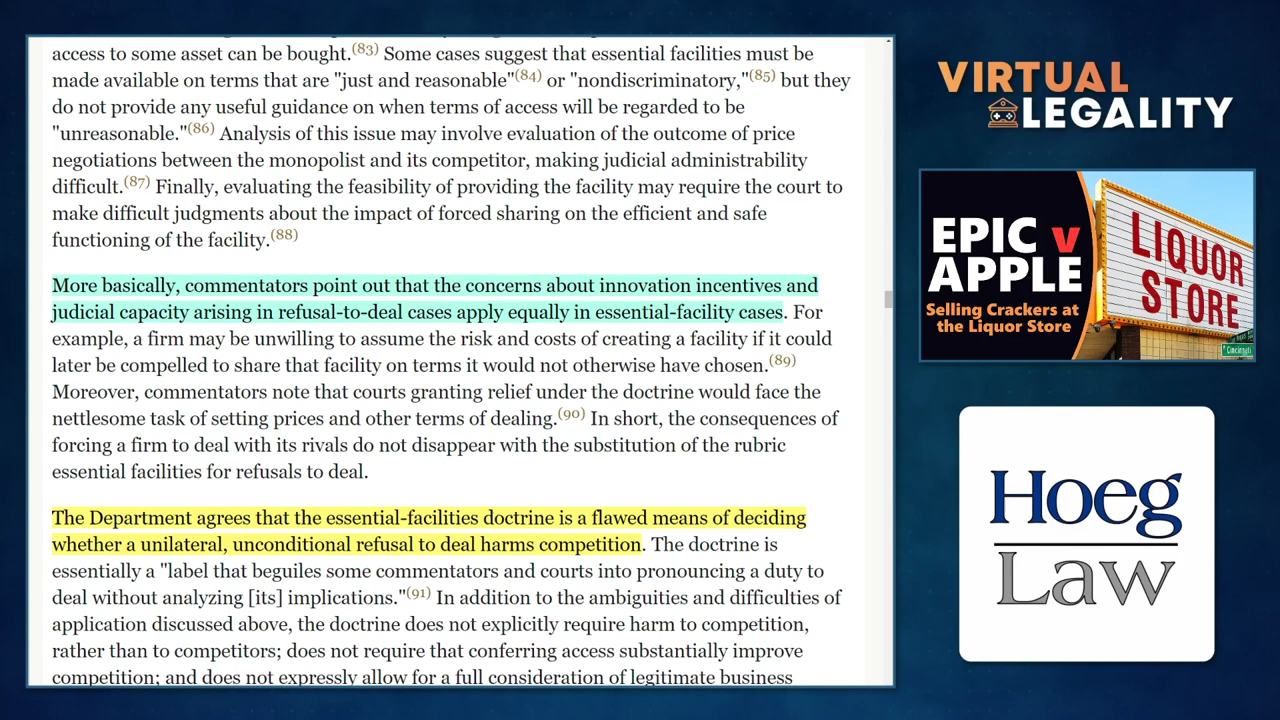 access to some asset can be bought.(83) Some cases suggest that essential facilities must be
made available on terms that are "just and reasonable"(84) or "nondiscriminatory,"(85) but they
do not provide any useful guidance on when terms of access will be regarded to be
"unreasonable."(86) Analysis of this issue may involve evaluation of the outcome of price
negotiations between the monopolist and its competitor, making judicial administrability
difficult.(87) Finally, evaluating the feasibility of providing the facility may require the court to
make difficult judgments about the impact of forced sharing on the efficient and safe
functioning of the facility.(88)
More basically, commentators point out that the concerns about innovation incentives and
judicial capacity arising in refusal-to-deal cases apply equally in essential-facility cases. For
example, a firm may be unwilling to assume the risk and costs of creating a facility if it could
later be compelled to share that facility on terms it would not otherwise have chosen.(89)
Moreover, commentators note that courts granting relief under the doctrine would face the
nettlesome task of setting prices and other terms of dealing.(90) In short, the consequences of
forcing a firm to deal with its rivals do not disappear with the substitution of the rubric
essential facilities for refusals to deal.
The Department agrees that the essential-facilities doctrine is a flawed means of deciding
whether a unilateral, unconditional refusal to deal harms competition. The doctrine is
essentially a "label that beguiles some commentators and courts into pronouncing a duty to
deal without analyzing [its] implications."(91) In addition to the ambiguities and difficulties of
application discussed above, the doctrine does not explicitly require harm to competition,
rather than to competitors; does not require that conferring access substantially improve
competition; and does not expressly allow for a full consideration of legitimate business
VIRTUAL
LEGALITY
EPIC v
APPLE
Selling Crackers at
the Liquor Store
LIQUOR
STORE
Cincinnati
Hoeg
Law